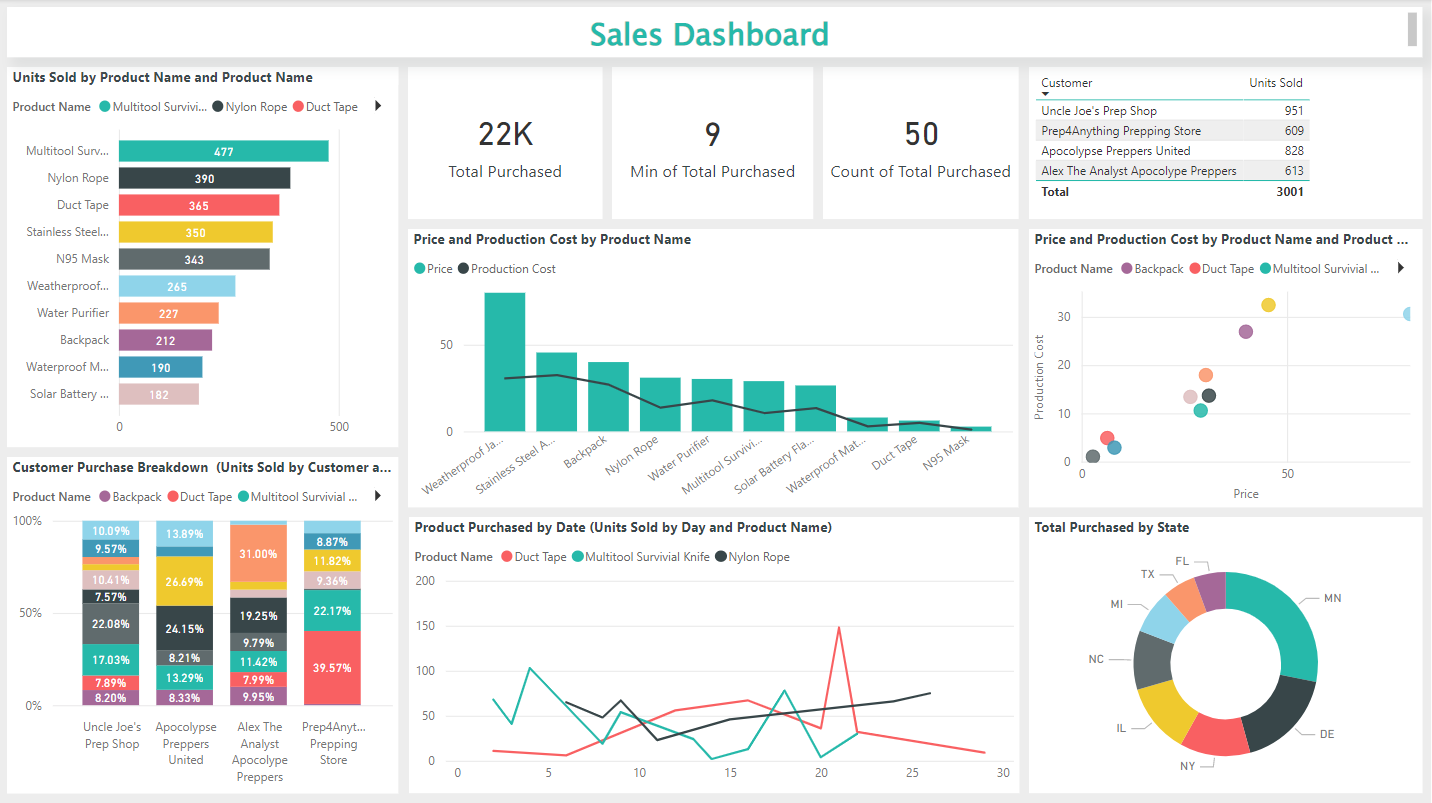 Sales Dashboard
Units Sold by Product Name and Product Name
Product Name Multitool Survivi... Nylon Rope Duct Tape
Multitool Surv... 477
Nylon Rope 390
Duct Tape 365
Stainless Steel... 350
N95 Mask 343
Weatherproof... 265
Water Purifier 227
Backpack 212
Waterproof M... 190
Solar Battery ... 182
0 500
22K
Total Purchased
9
Min of Total Purchased
50
Count of Total Purchased
Customer Units Sold
Uncle Joe's Prep Shop 951
Prep4Anything Prepping Store 609
Apocolypse Preppers United 828
Alex The Analyst Apocolype Preppers 613
Total 3001
Price and Production Cost by Product Name
Price Production Cost
50
0
Weatherproof Ja...
Stainless Steel A...
Backpack
Nylon Rope
Water Purifier
Multitool Survivi...
Solar Battery Fla...
Waterproof Mat...
Duct Tape
N95 Mask
Price and Production Cost by Product Name and Product ...
Product Name Backpack Duct Tape Multitool Survivial ...
Production Cost
30
20
10
0
0 50
Price
Customer Purchase Breakdown (Units Sold by Customer a...
Product Name Backpack Duct Tape Multitool Survivial ...
100%
50%
0%
10.09%
9.57%
10.41%
7.57%
22.08%
17.03%
7.89%
8.20%
Uncle Joe's
Prep Shop
13.89%
26.69%
24.15%
8.21%
13.29%
8.33%
Apocolypse
Preppers
United
31.00%
19.25%
9.79%
11.42%
7.99%
9.95%
Alex The
Analyst
Apocolype
Preppers
8.87%
11.82%
9.36%
22.17%
39.57%
Prep4Anyt...
Prepping
Store
Product Purchased by Date (Units Sold by Day and Product Name)
Product Name Duct Tape Multitool Survivial Knife Nylon Rope
200
150
100
50
0
0 5 10 15 20 25 30
Total Purchased by State
FL
TX
MI
NC
IL
NY
DE
MN